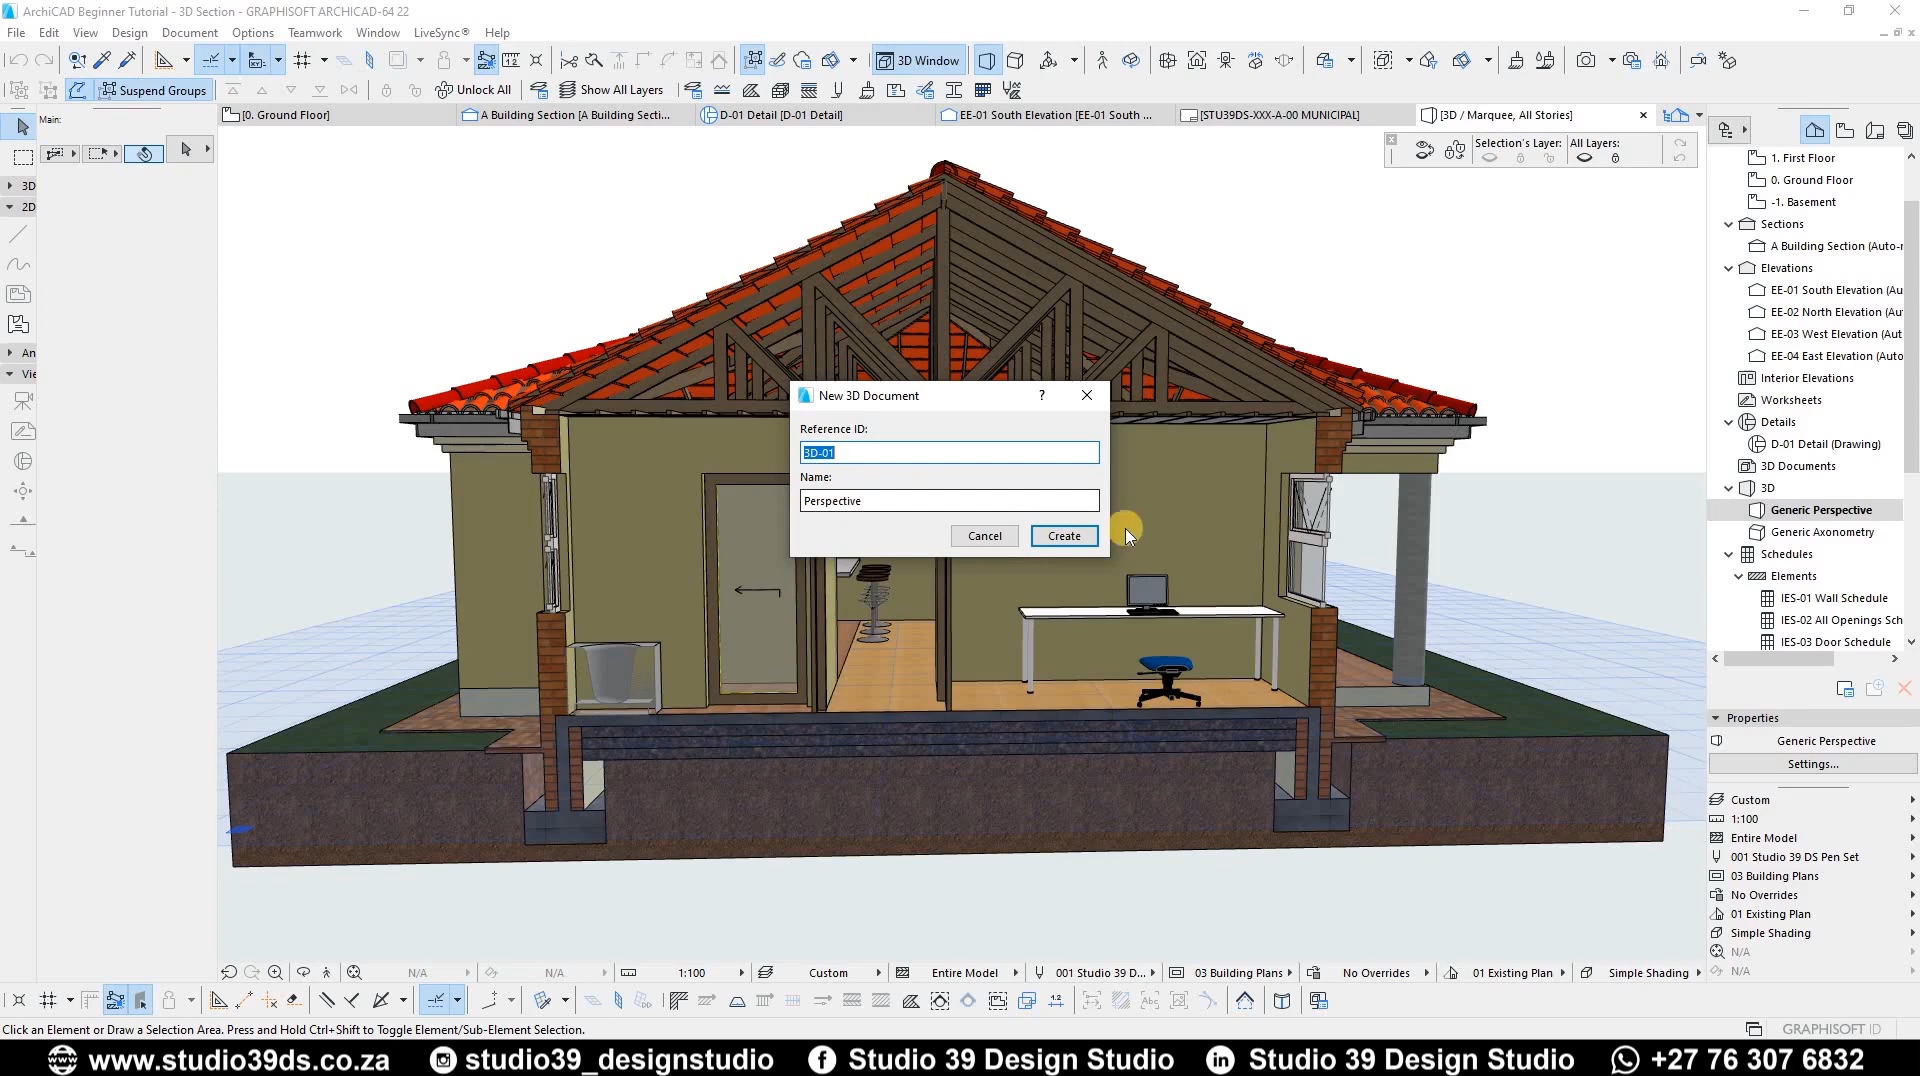 ArchiCAD Beginner Tutorial - 3D Section - GRAPHISOFT ARCHICAD-64 22
File Edit View Design Document Options Teamwork Window LiveSync® Help
3D Window
Suspend Groups
Unlock All
Show All Layers
Main:
[0. Ground Floor]
A Building Section [A Building Secti...
D-01 Detail [D-01 Detail]
EE-01 South Elevation [EE-01 South ...
[STU39DS-XXX-A-00 MUNICIPAL]
[3D / Marquee, All Stories]
Selection's Layer:
All Layers:
3D
2D
An
Vie
New 3D Document
?
Reference ID:
3D-01
Name:
Perspective
Cancel
Create
1. First Floor
0. Ground Floor
-1. Basement
Sections
A Building Section (Auto-r
Elevations
EE-01 South Elevation (Au
EE-02 North Elevation (Au
EE-03 West Elevation (Aut
EE-04 East Elevation (Auto
Interior Elevations
Worksheets
Details
D-01 Detail (Drawing)
3D Documents
3D
Generic Perspective
Generic Axonometry
Schedules
Elements
IES-01 Wall Schedule
IES-02 All Openings Sch
IES-03 Door Schedule
Properties
Generic Perspective
Settings...
Custom
1:100
Entire Model
001 Studio 39 DS Pen Set
03 Building Plans
No Overrides
01 Existing Plan
Simple Shading
N/A
N/A
N/A N/A 1:100 Custom Entire Model 001 Studio 39 D... 03 Building Plans No Overrides 01 Existing Plan Simple Shading
Click an Element or Draw a Selection Area. Press and Hold Ctrl+Shift to Toggle Element/Sub-Element Selection.
GRAPHISOFT ID
www.studio39ds.co.za studio39_designstudio Studio 39 Design Studio Studio 39 Design Studio +27 76 307 6832